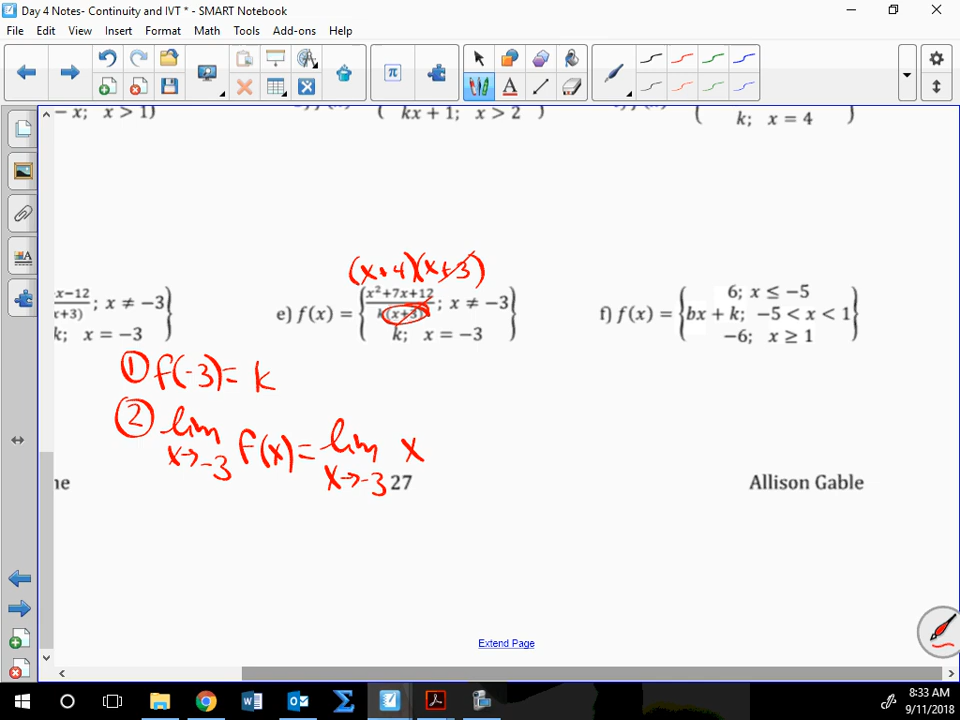 Day 4 Notes- Continuity and IVT * - SMART Notebook
File Edit View Insert Format Math Tools Add-ons Help
π
A
− x; x > 1)
kx + 1; x > 2
k; x = 4
(x+4)(x+3)
x−12
x+3)
; x ≠ −3
k; x = −3
e) f(x) =
x²+7x+12
k(x+3)
; x ≠ −3
k; x = −3
f) f(x) =
6; x ≤ −5
bx + k; −5 < x < 1
−6; x ≥ 1
① f(-3) = k
② lim x→-3 f(x) = lim x→-3 x
ne
27
Allison Gable
Extend Page
8:33 AM
9/11/2018